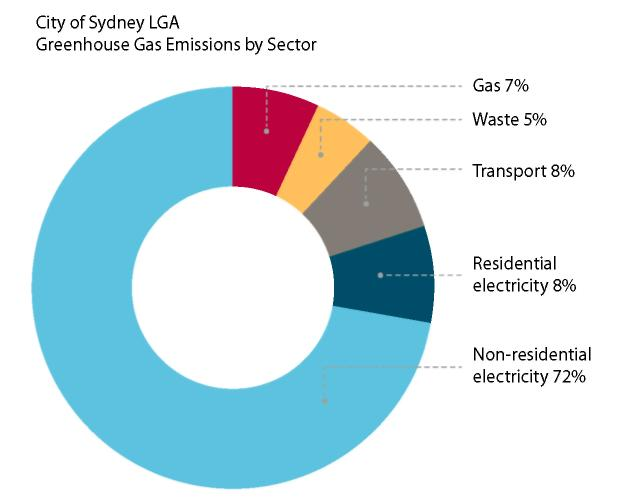 City of Sydney LGA
Greenhouse Gas Emissions by Sector
Gas 7%
Waste 5%
Transport 8%
Residential
electricity 8%
Non-residential
electricity 72%